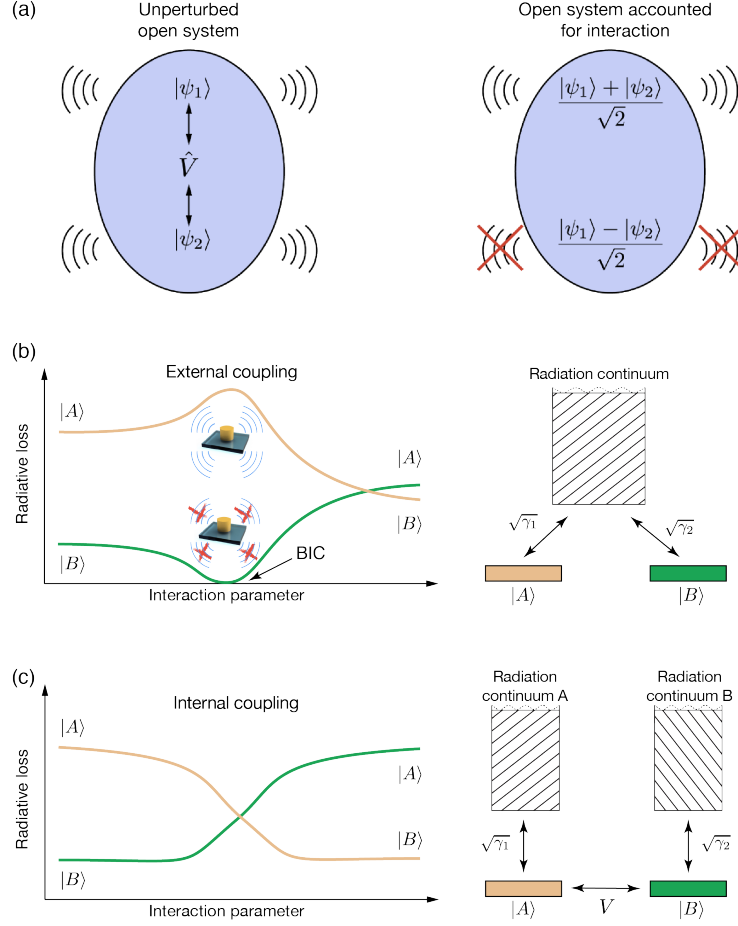 (a)
Unperturbed
open system
|ψ₁⟩
V̂
|ψ₂⟩
Open system accounted
for interaction
|ψ₁⟩ + |ψ₂⟩
√2
|ψ₁⟩ − |ψ₂⟩
√2
(b)
External coupling
Radiative loss
|A⟩
|B⟩
|A⟩
|B⟩
BIC
Interaction parameter
Radiation continuum
√γ₁
√γ₂
|A⟩
|B⟩
(c)
Internal coupling
Radiative loss
|A⟩
|B⟩
|A⟩
|B⟩
Interaction parameter
Radiation
continuum A
Radiation
continuum B
√γ₁
√γ₂
|A⟩
V
|B⟩